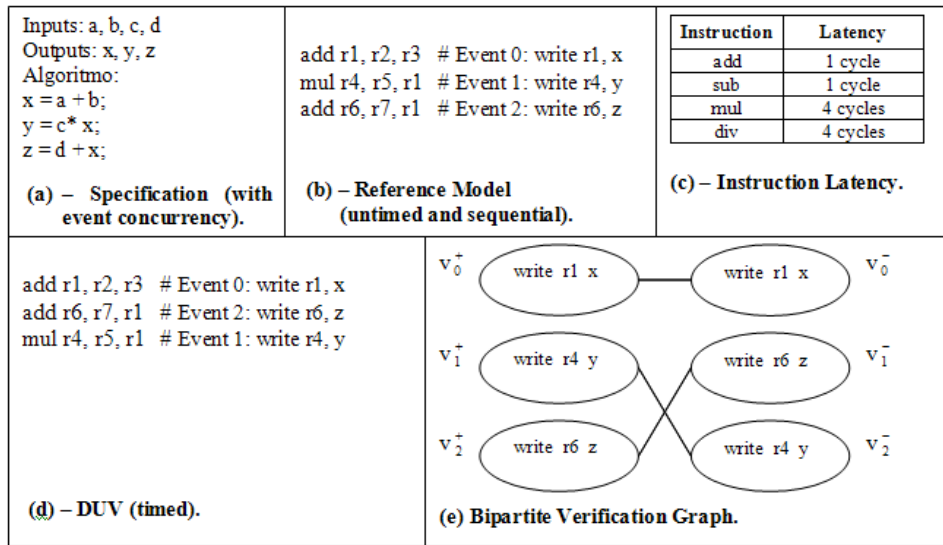 Inputs: a, b, c, d
Outputs: x, y, z
Algoritmo:
x = a + b;
y = c* x;
z = d + x;
(a) – Specification (with
event concurrency).
add r1, r2, r3 # Event 0: write r1, x
mul r4, r5, r1 # Event 1: write r4, y
add r6, r7, r1 # Event 2: write r6, z
(b) – Reference Model
(untimed and sequential).
Instruction Latency
add 1 cycle
sub 1 cycle
mul 4 cycles
div 4 cycles
(c) – Instruction Latency.
add r1, r2, r3 # Event 0: write r1, x
add r6, r7, r1 # Event 2: write r6, z
mul r4, r5, r1 # Event 1: write r4, y
(d) – DUV (timed).
v₀⁺ write r1 x write r1 x v₀⁻
v₁⁺ write r4 y write r6 z v₁⁻
v₂⁺ write r6 z write r4 y v₂⁻
(e) Bipartite Verification Graph.